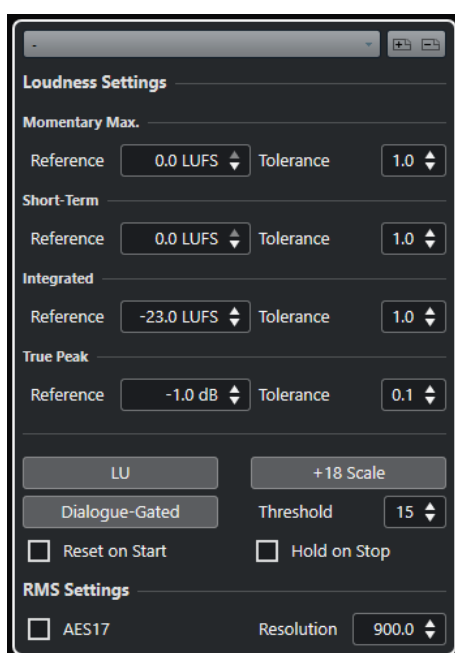 -
Loudness Settings
Momentary Max.
Reference 0.0 LUFS Tolerance 1.0
Short-Term
Reference 0.0 LUFS Tolerance 1.0
Integrated
Reference -23.0 LUFS Tolerance 1.0
True Peak
Reference -1.0 dB Tolerance 0.1
LU +18 Scale
Dialogue-Gated Threshold 15
Reset on Start Hold on Stop
RMS Settings
AES17 Resolution 900.0